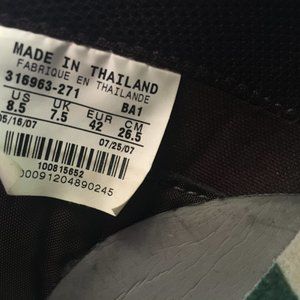 MADE IN THAILAND
FABRIQUE EN THAILANDE
316963-271 BA1
US UK EUR CM
8.5 7.5 42 26.5
05/16/07 07/25/07
100815652
00091204890245